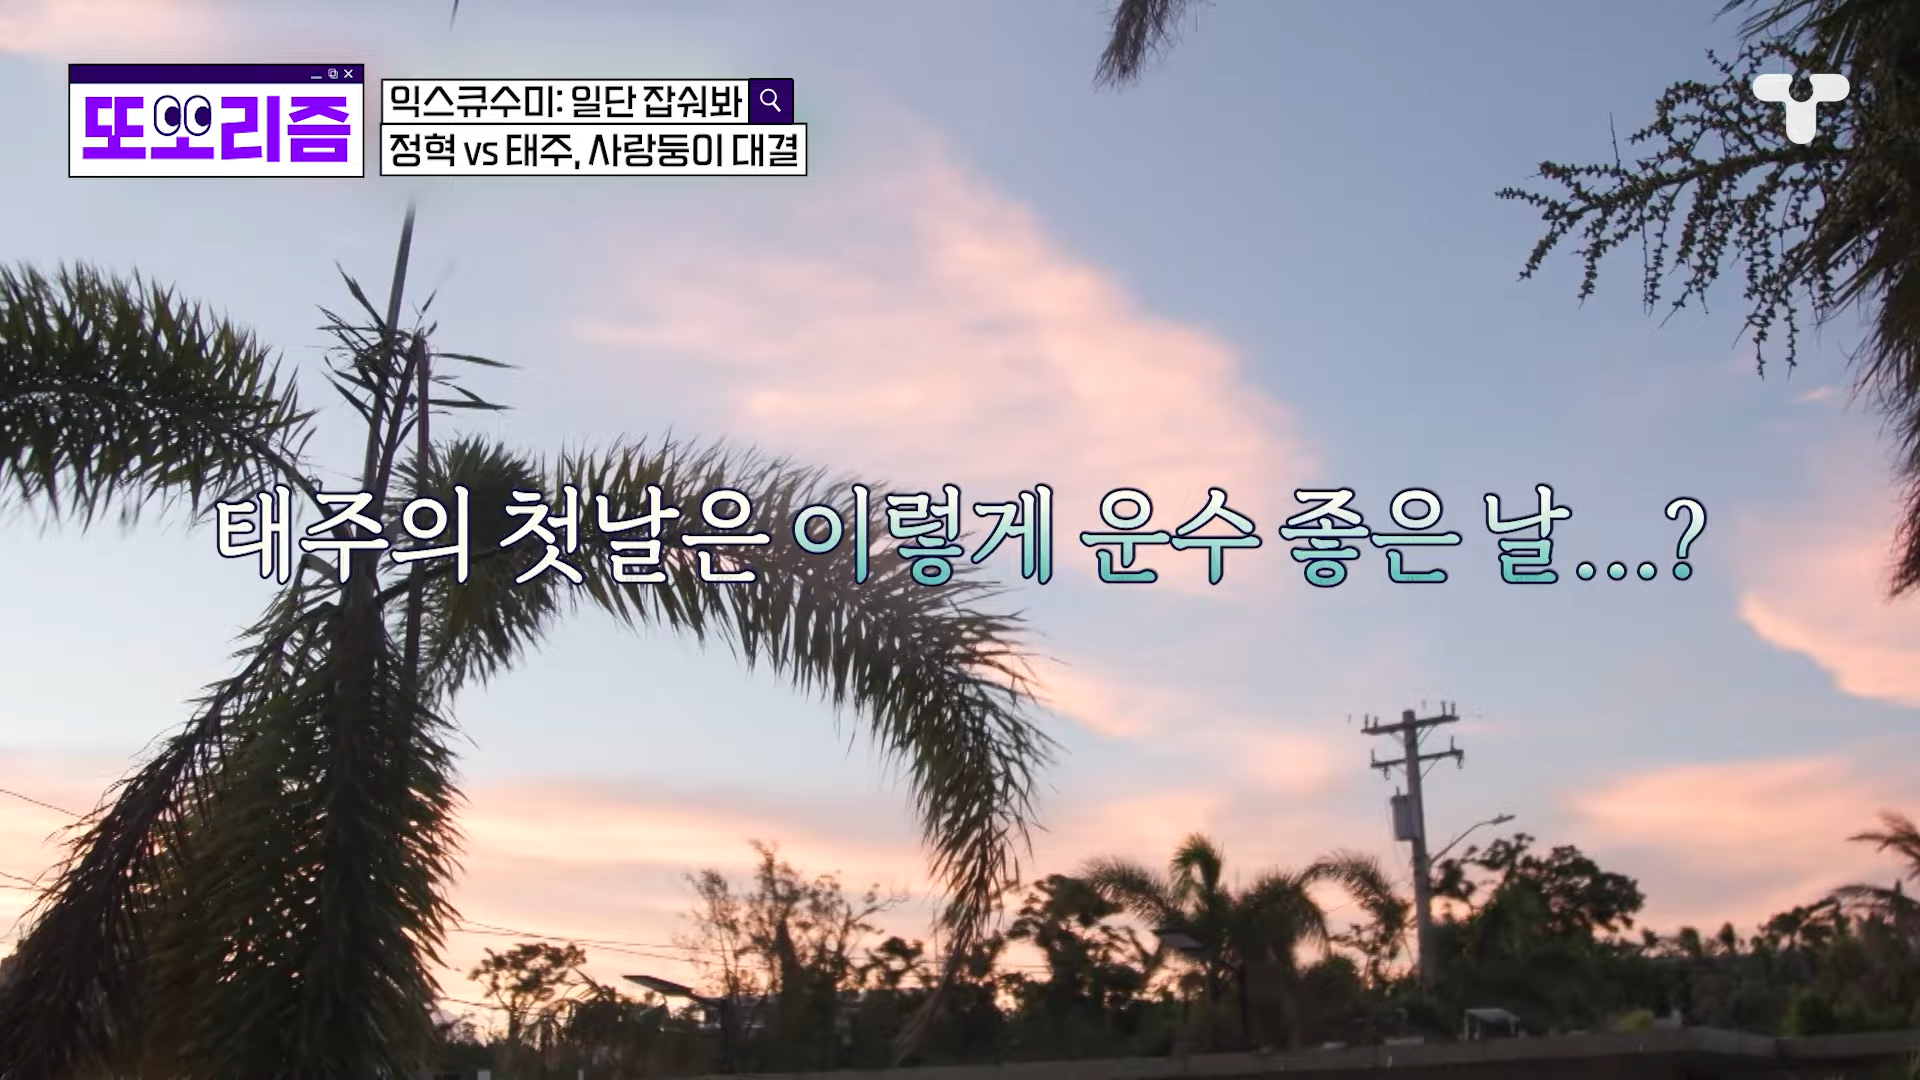 또뽀리즘
익스큐수미: 일단 잡숴봐
정혁 vs 태주, 사랑둥이 대결
태주의 첫날은 이렇게 운수 좋은 날...?